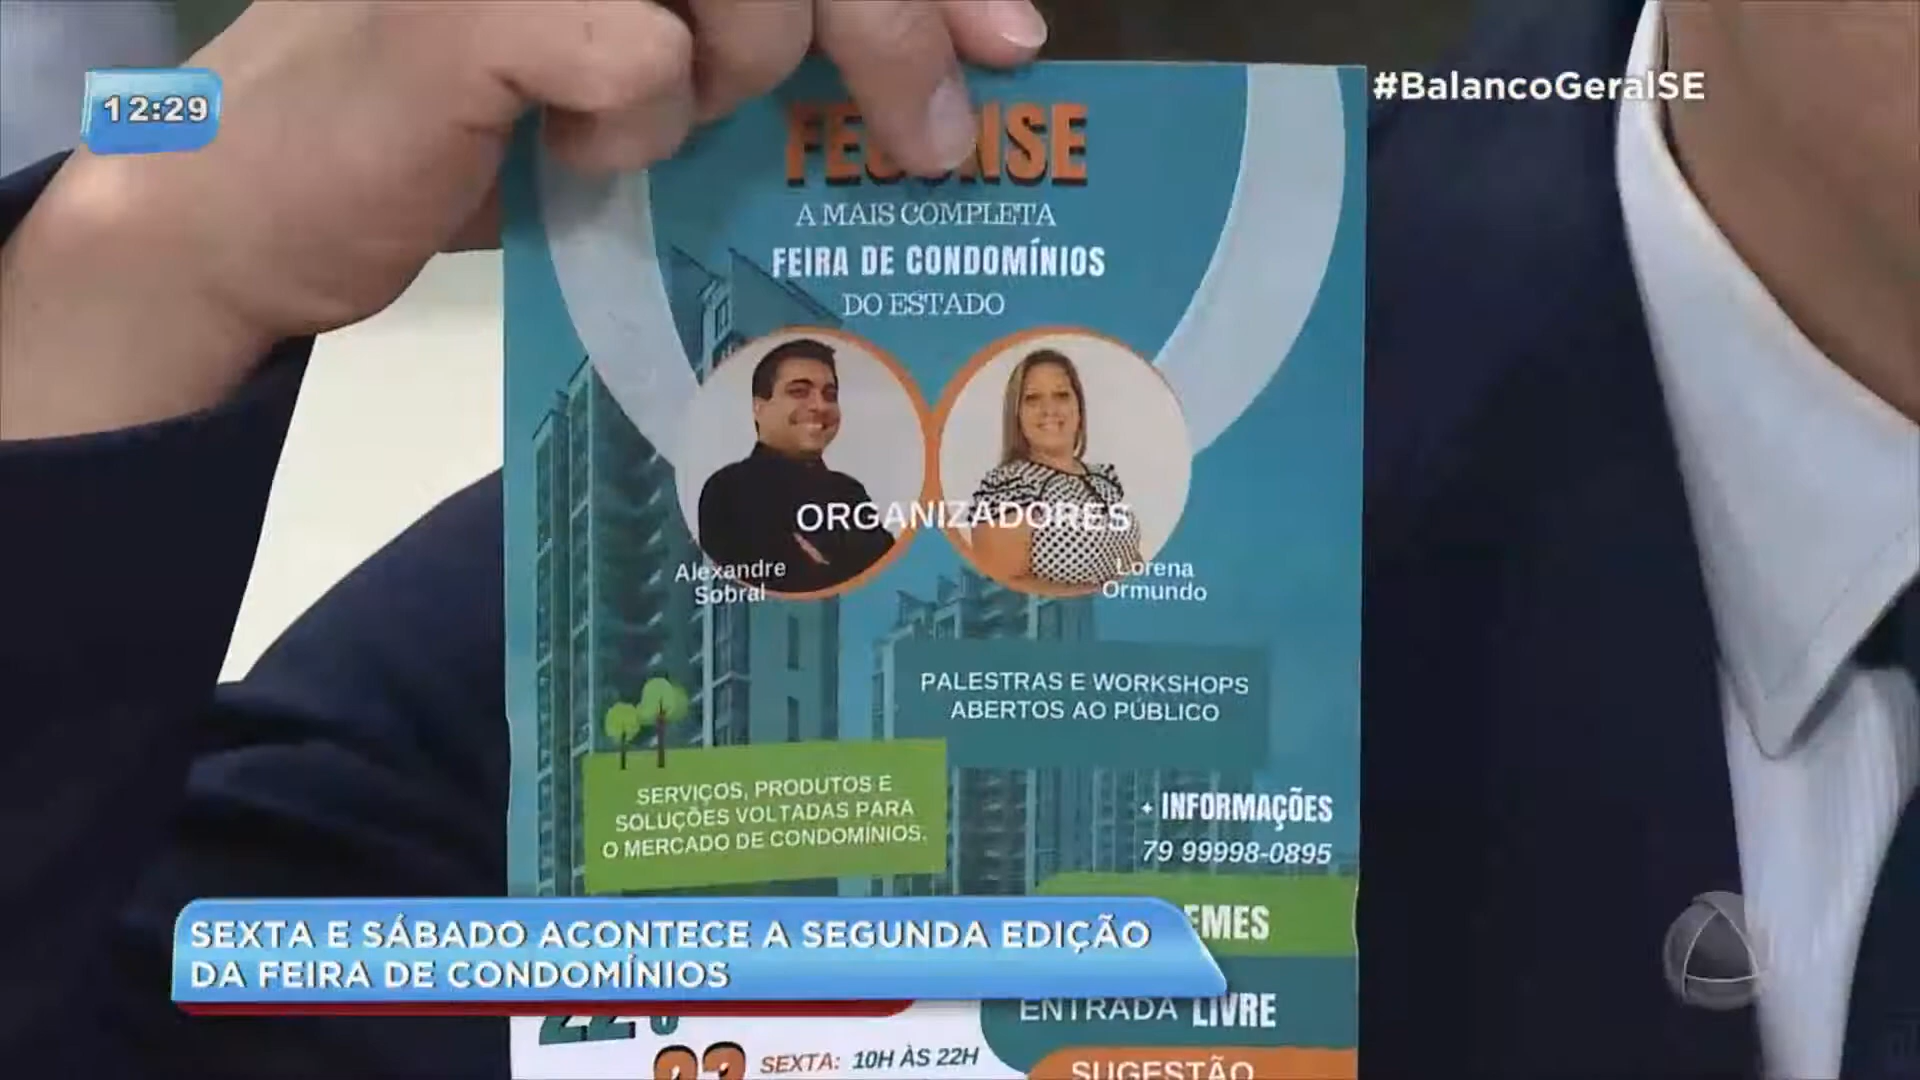 12:29
#BalancoGeralSE
A MAIS COMPLETA
FEIRA DE CONDOMÍNIOS
DO ESTADO
ORGANIZADORES
Alexandre
Sobral
Lorena
Ormundo
PALESTRAS E WORKSHOPS
ABERTOS AO PÚBLICO
SERVIÇOS, PRODUTOS E
SOLUÇÕES VOLTADAS PARA
O MERCADO DE CONDOMÍNIOS.
+ INFORMAÇÕES
79 99998-0895
SEXTA E SÁBADO ACONTECE A SEGUNDA EDIÇÃO
DA FEIRA DE CONDOMÍNIOS
ENTRADA LIVRE
SEXTA: 10H ÀS 22H
SUGESTÃO